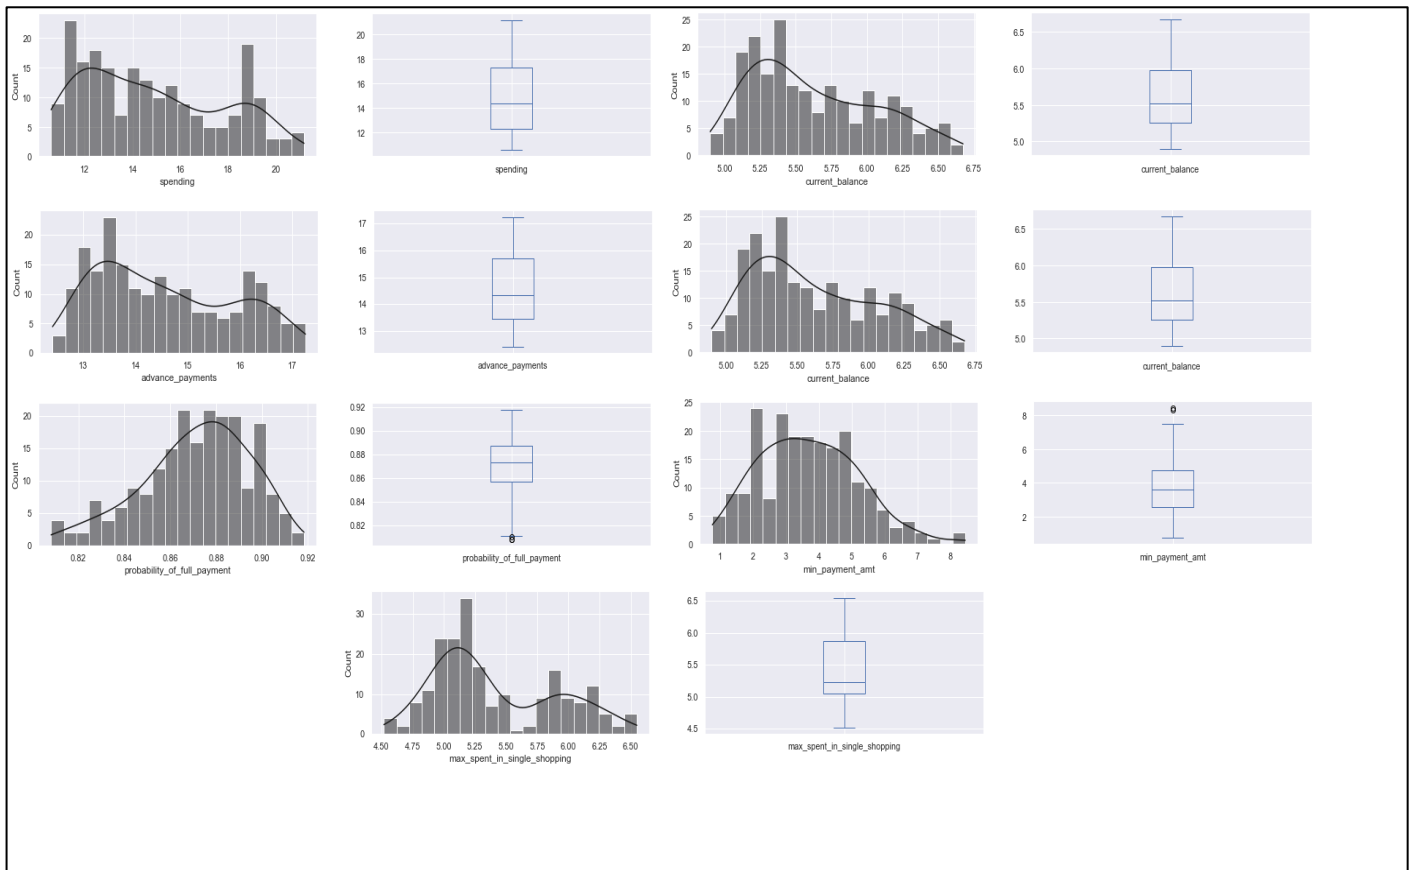 20
15
10
5
0
Count
12 14 16 18 20
spending
20
18
16
14
12
spending
25
20
15
10
5
0
Count
5.00 5.25 5.50 5.75 6.00 6.25 6.50 6.75
current_balance
6.5
6.0
5.5
5.0
current_balance
20
15
10
5
0
Count
13 14 15 16 17
advance_payments
17
16
15
14
13
advance_payments
25
20
15
10
5
0
Count
5.00 5.25 5.50 5.75 6.00 6.25 6.50 6.75
current_balance
6.5
6.0
5.5
5.0
current_balance
20
15
10
5
0
Count
0.82 0.84 0.86 0.88 0.90 0.92
probability_of_full_payment
0.92
0.90
0.88
0.86
0.84
0.82
probability_of_full_payment
25
20
15
10
5
0
Count
1 2 3 4 5 6 7 8
min_payment_amt
8
6
4
2
min_payment_amt
30
20
10
0
Count
4.50 4.75 5.00 5.25 5.50 5.75 6.00 6.25 6.50
max_spent_in_single_shopping
6.5
6.0
5.5
5.0
4.5
max_spent_in_single_shopping